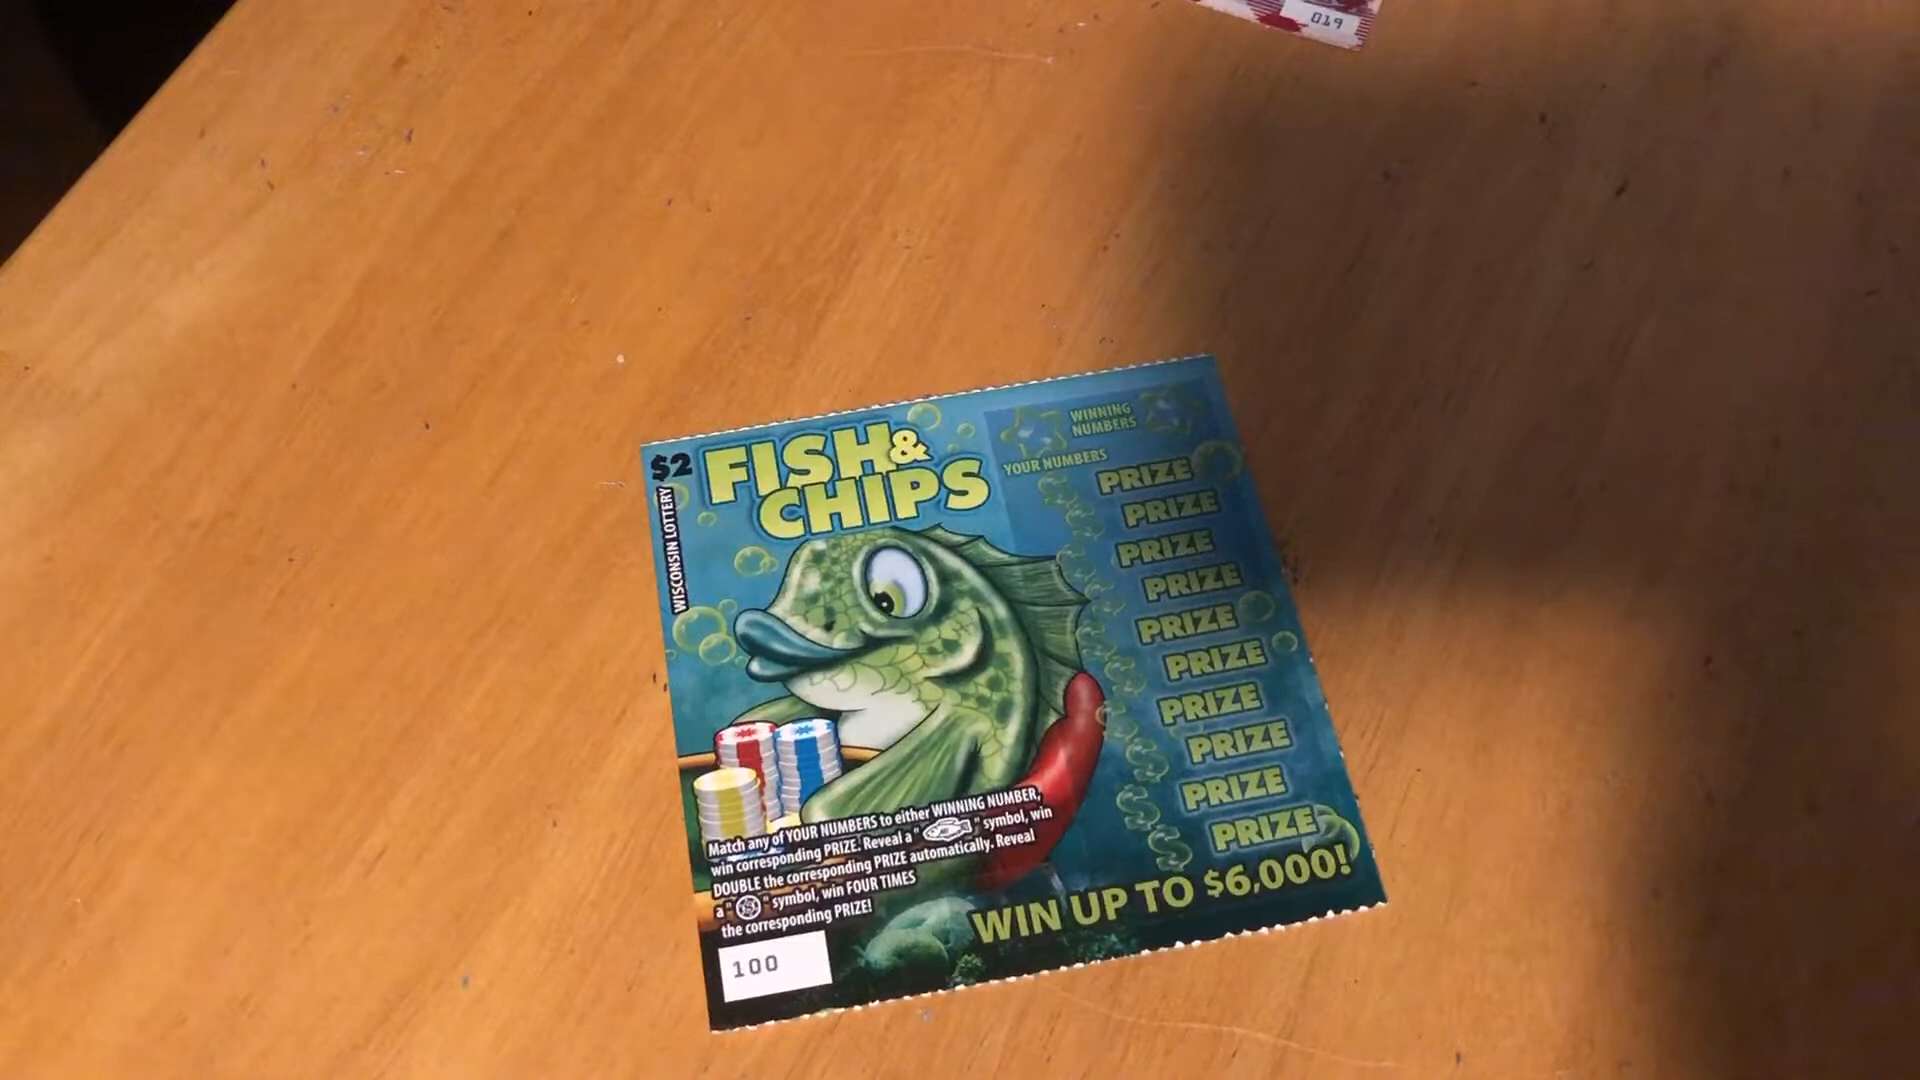 019
$2
WISCONSIN LOTTERY
FISH &
CHIPS
WINNING
NUMBERS
YOUR NUMBERS
PRIZE
PRIZE
PRIZE
PRIZE
PRIZE
PRIZE
PRIZE
PRIZE
PRIZE
PRIZE
Match any of YOUR NUMBERS to either WINNING NUMBER,
win corresponding PRIZE. Reveal a " " symbol, win
DOUBLE the corresponding PRIZE automatically. Reveal
a " " symbol, win FOUR TIMES
the corresponding PRIZE!
WIN UP TO $6,000!
100